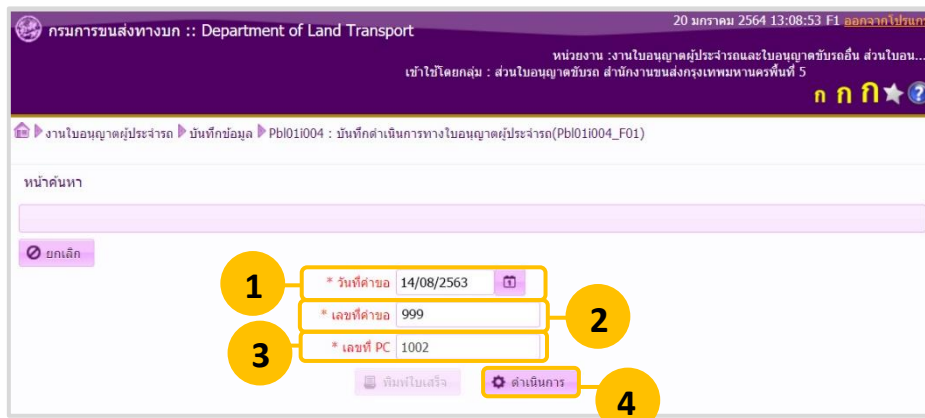 กรมการขนส่งทางบก :: Department of Land Transport
20 มกราคม 2564 13:08:53 F1 ออกจากโปรแกร
หน่วยงาน :งานใบอนุญาตผู้ประจำรถและใบอนุญาตขับรถอื่น ส่วนใบอน...
เข้าใช้โดยกลุ่ม : ส่วนใบอนุญาตขับรถ สำนักงานขนส่งกรุงเทพมหานครพื้นที่ 5
ก ก ก ?
งานใบอนุญาตผู้ประจำรถ บันทึกข้อมูล Pbl01i004 : บันทึกดำเนินการทางใบอนุญาตผู้ประจำรถ(Pbl01i004_F01)
หน้าค้นหา
ยกเลิก
1 * วันที่คำขอ 14/08/2563
* เลขที่คำขอ 999 2
3 * เลขที่ PC 1002
พิมพ์ใบเสร็จ ดำเนินการ 4